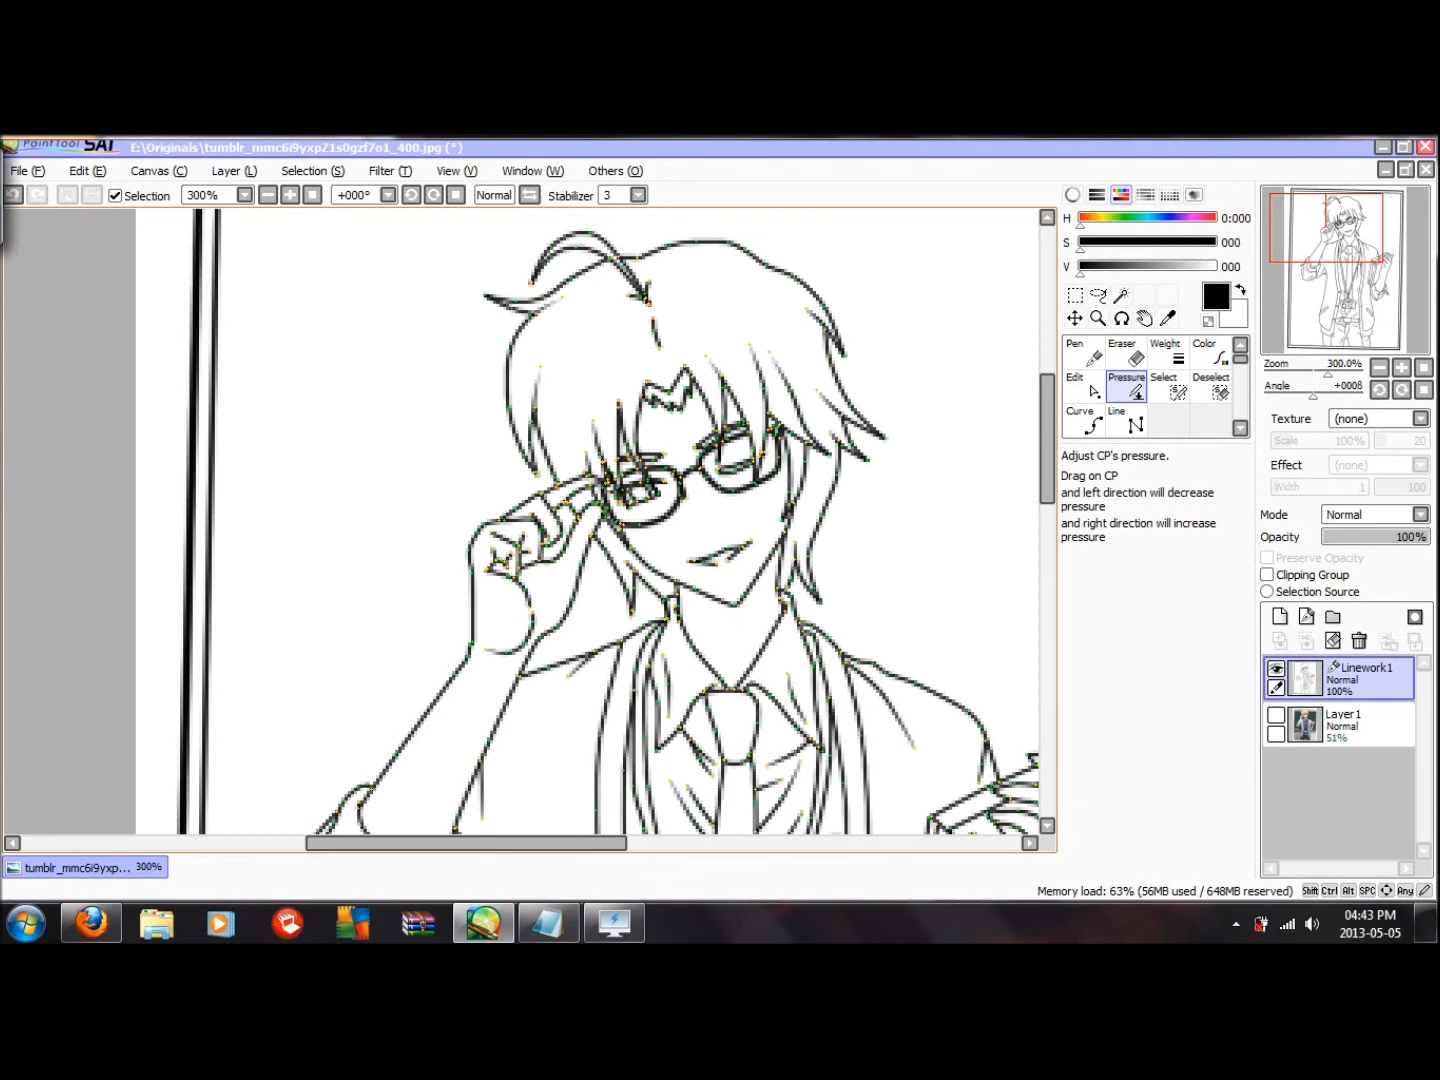 PaintTool SAI E:\Originals\tumblr_mmc6i9yxpZ1s0gzf7o1_400.jpg (*)
File (F) Edit (E) Canvas (C) Layer (L) Selection (S) Filter (T) View (V) Window (W) Others (O)
Selection 300% +000° Normal Stabilizer 3
H 0:000
S 000
V 000
Pen Eraser Weight Color
Edit Pressure Select Deselect
Curve Line
Adjust CP's pressure.
Drag on CP
and left direction will decrease
pressure
and right direction will increase
pressure
Zoom 300.0%
Angle +0008
Texture (none)
Scale 100% 20
Effect (none)
Width 1 100
Mode Normal
Opacity 100%
Preserve Opacity
Clipping Group
Selection Source
Linework1
Normal
100%
Layer1
Normal
51%
tumblr_mmc6i9yxp... 300%
Memory load: 63% (56MB used / 648MB reserved) Shift Ctrl Alt SPC Any
04:43 PM
2013-05-05